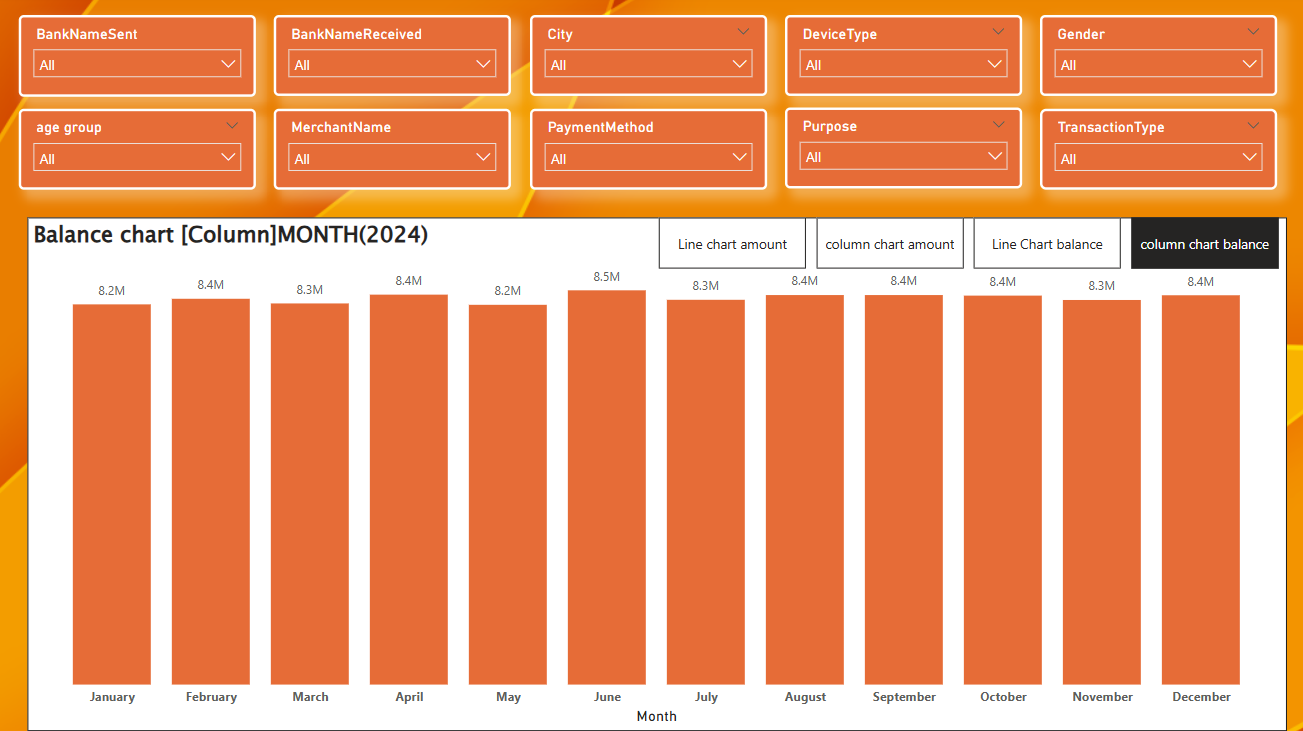 BankNameSent
All
BankNameReceived
All
City
All
DeviceType
All
Gender
All
age group
All
MerchantName
All
PaymentMethod
All
Purpose
All
TransactionType
All
Balance chart [Column]MONTH(2024)
Line chart amount
column chart amount
Line Chart balance
column chart balance
8.2M
8.4M
8.3M
8.4M
8.2M
8.5M
8.3M
8.4M
8.4M
8.4M
8.3M
8.4M
January
February
March
April
May
June
July
August
September
October
November
December
Month